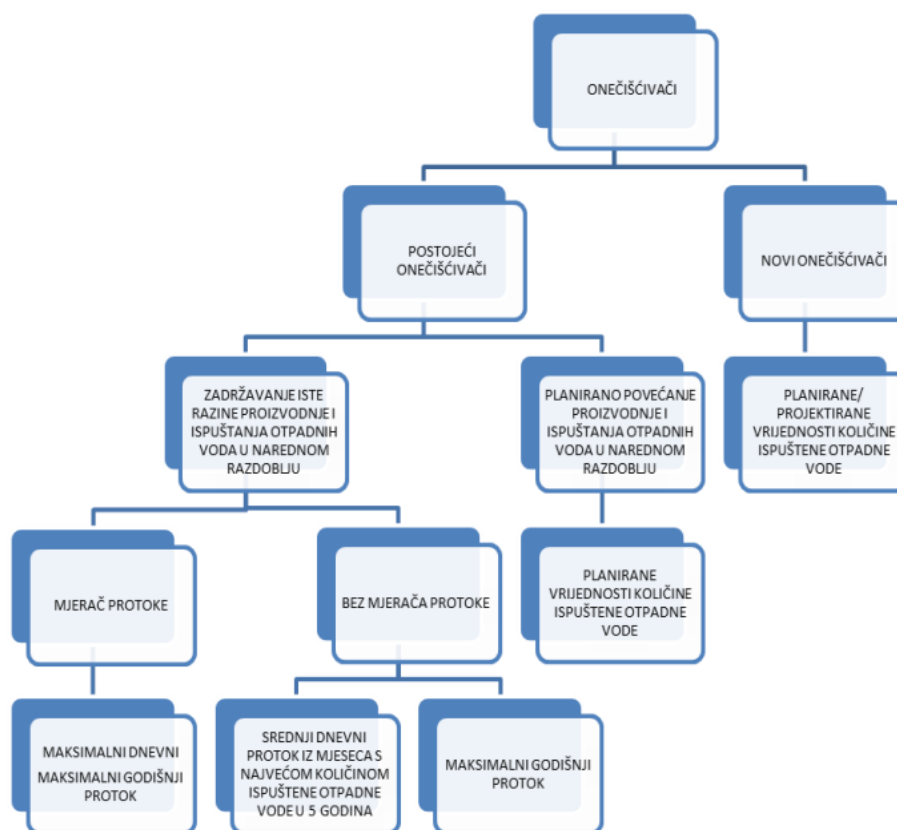 ONEČIŠĆIVAČI
POSTOJEĆI
ONEČIŠĆIVAČI
NOVI ONEČIŠĆIVAČI
ZADRŽAVANJE ISTE
RAZINE PROIZVODNJE I
ISPUŠTANJA OTPADNIH
VODA U NAREDNOM
RAZDOBLJU
PLANIRANO POVEĆANJE
PROIZVODNJE I
ISPUŠTANJA OTPADNIH
VODA U NAREDNOM
RAZDOBLJU
PLANIRANE/
PROJEKTIRANE
VRIJEDNOSTI KOLIČINE
ISPUŠTENE OTPADNE
VODE
MJERAČ PROTOKE
BEZ MJERAČA PROTOKE
PLANIRANE
VRIJEDNOSTI KOLIČINE
ISPUŠTENE OTPADNE
VODE
MAKSIMALNI DNEVNI
MAKSIMALNI GODIŠNJI
PROTOK
SREDNJI DNEVNI
PROTOK IZ MJESECA S
NAJVEĆOM KOLIČINOM
ISPUŠTENE OTPADNE
VODE U 5 GODINA
MAKSIMALNI GODIŠNJI
PROTOK